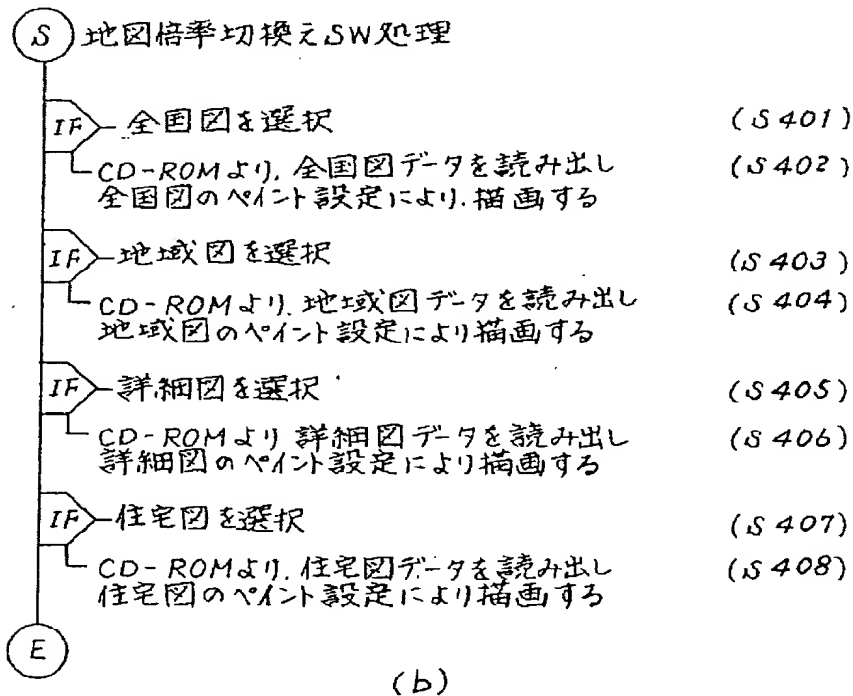 S 地図倍率切換えSW処理
IF 全国図を選択 (S401)
CD-ROMより、全国図データを読み出し (S402)
全国図のペイント設定により、描画する
IF 地域図を選択 (S403)
CD-ROMより、地域図データを読み出し (S404)
地域図のペイント設定により描画する
IF 詳細図を選択 (S405)
CD-ROMより 詳細図データを読み出し (S406)
詳細図のペイント設定により描画する
IF 住宅図を選択 (S407)
CD-ROMより、住宅図データを読み出し (S408)
住宅図のペイント設定により描画する
E
(b)